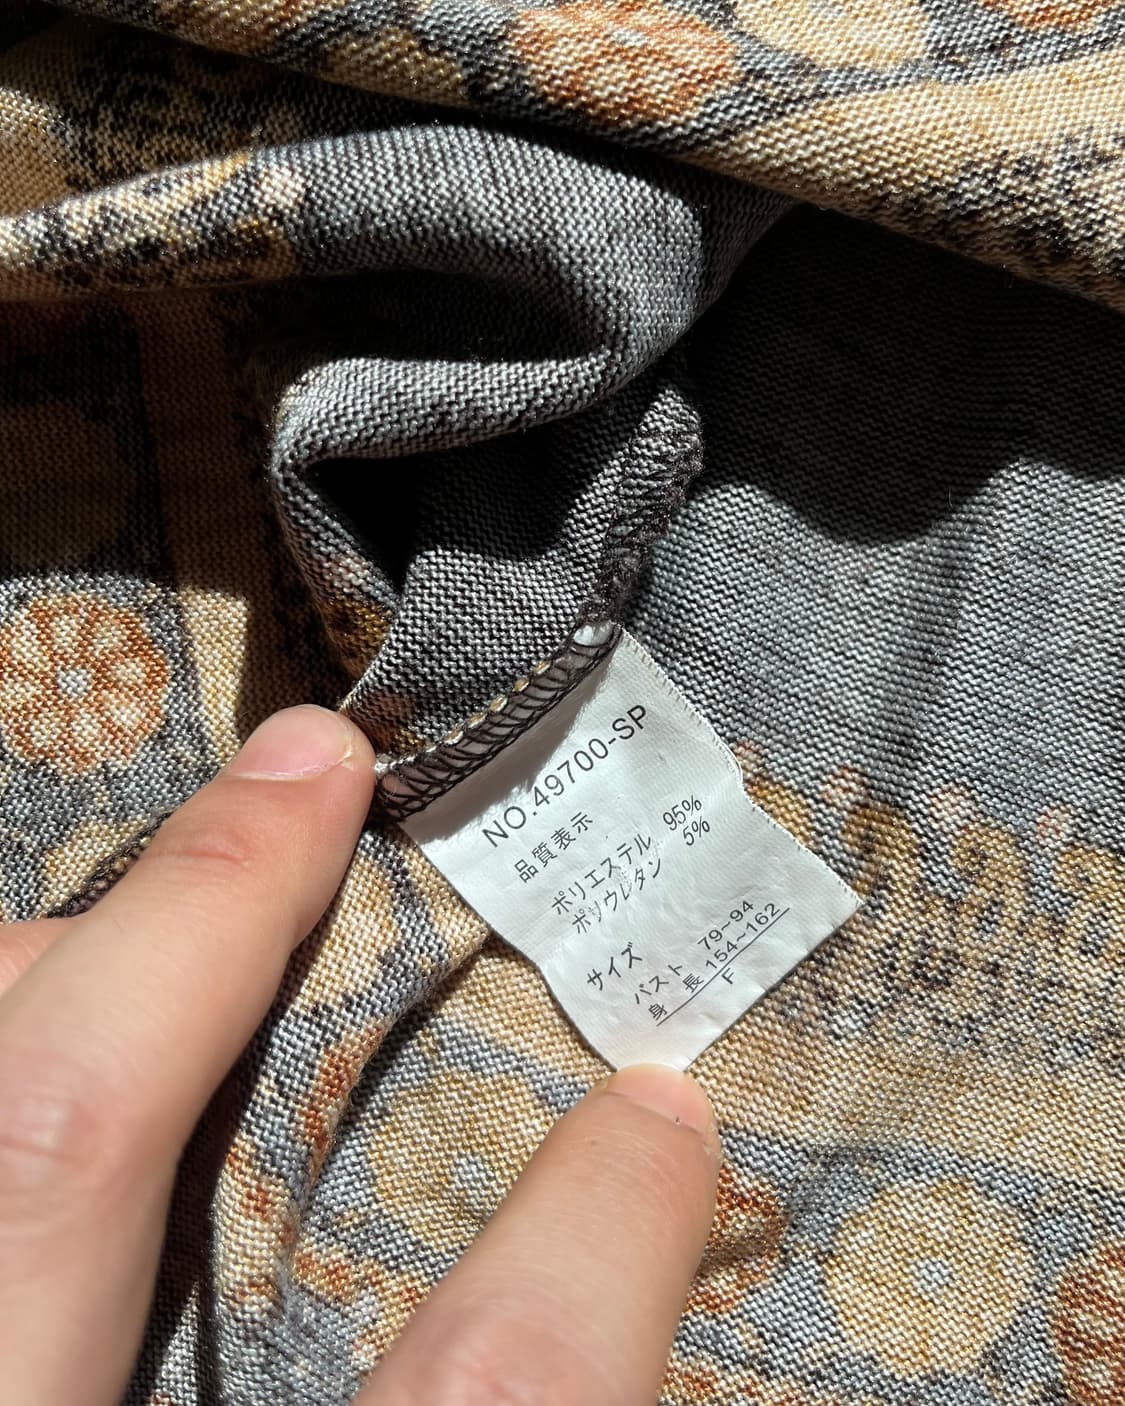 NO.49700-SP
品質表示
ポリエステル 95%
ポリウレタン 5%
サイズ
バスト 79~94
身長 154~162
F